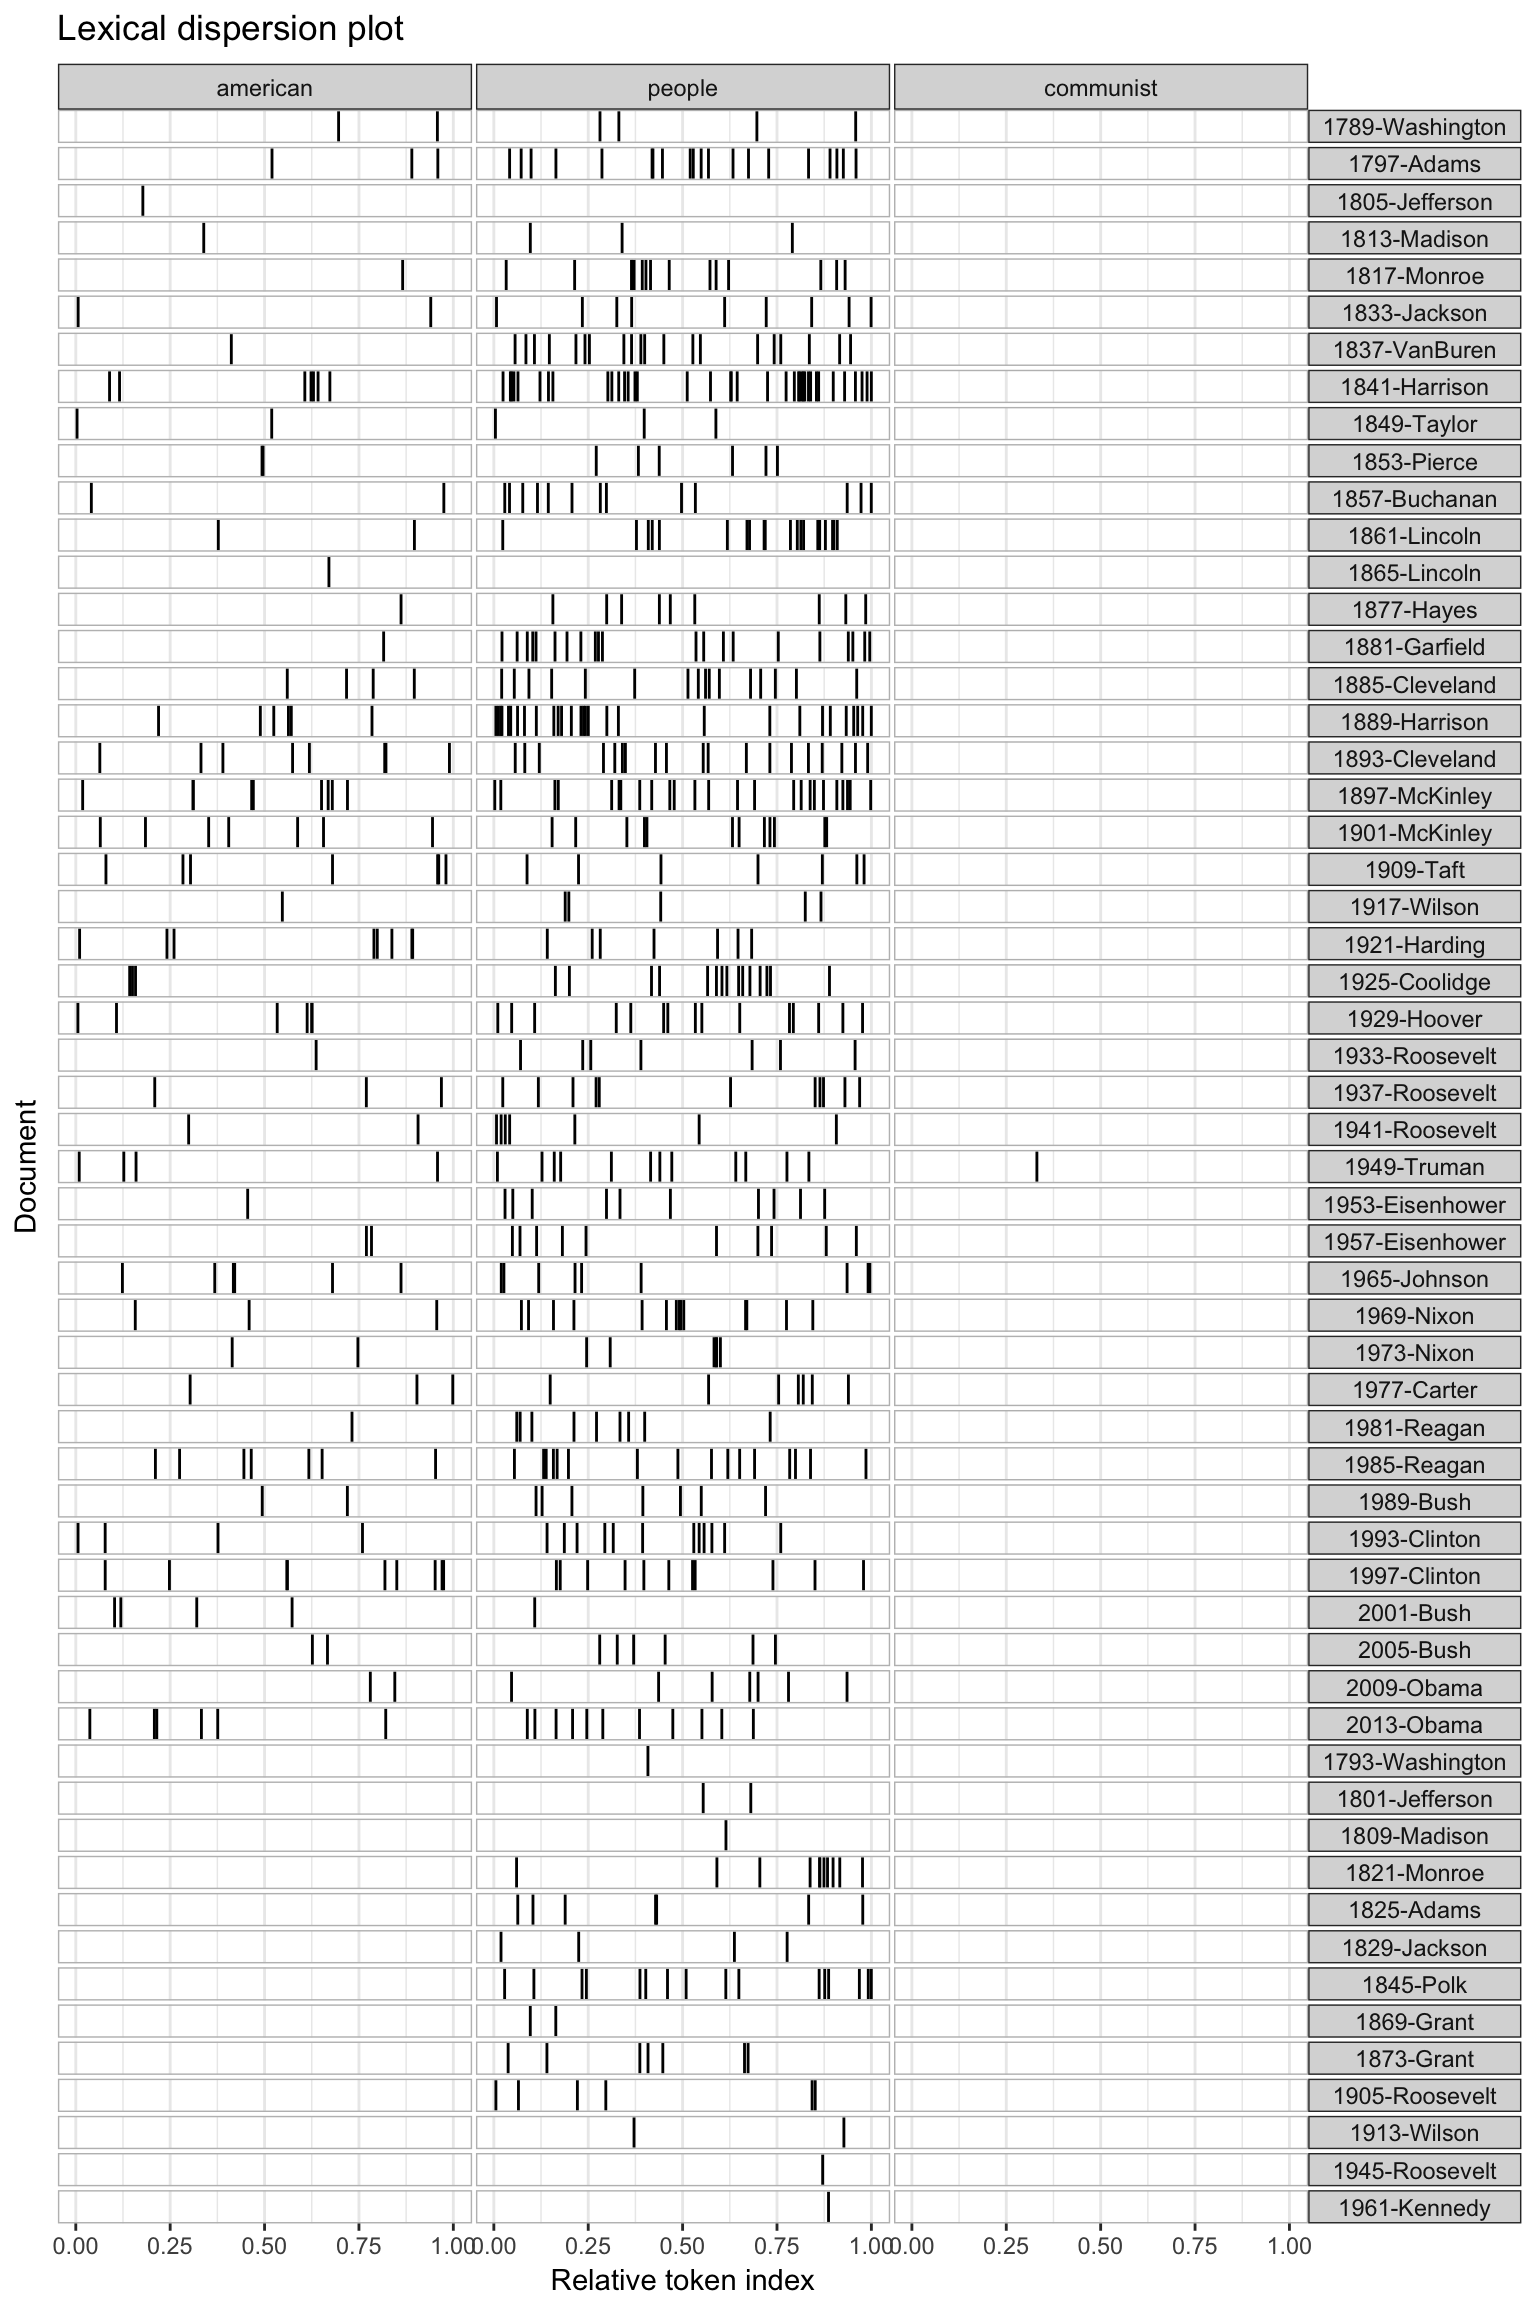 Lexical dispersion plot
american people communist
1789-Washington
1797-Adams
1805-Jefferson
1813-Madison
1817-Monroe
1833-Jackson
1837-VanBuren
1841-Harrison
1849-Taylor
1853-Pierce
1857-Buchanan
1861-Lincoln
1865-Lincoln
1877-Hayes
1881-Garfield
1885-Cleveland
1889-Harrison
1893-Cleveland
1897-McKinley
1901-McKinley
1909-Taft
1917-Wilson
1921-Harding
1925-Coolidge
1929-Hoover
1933-Roosevelt
1937-Roosevelt
1941-Roosevelt
1949-Truman
1953-Eisenhower
1957-Eisenhower
1965-Johnson
1969-Nixon
1973-Nixon
1977-Carter
1981-Reagan
1985-Reagan
1989-Bush
1993-Clinton
1997-Clinton
2001-Bush
2005-Bush
2009-Obama
2013-Obama
1793-Washington
1801-Jefferson
1809-Madison
1821-Monroe
1825-Adams
1829-Jackson
1845-Polk
1869-Grant
1873-Grant
1905-Roosevelt
1913-Wilson
1945-Roosevelt
1961-Kennedy
Document
0.00 0.25 0.50 0.75 1.00 0.00 0.25 0.50 0.75 1.00 0.00 0.25 0.50 0.75 1.00
Relative token index